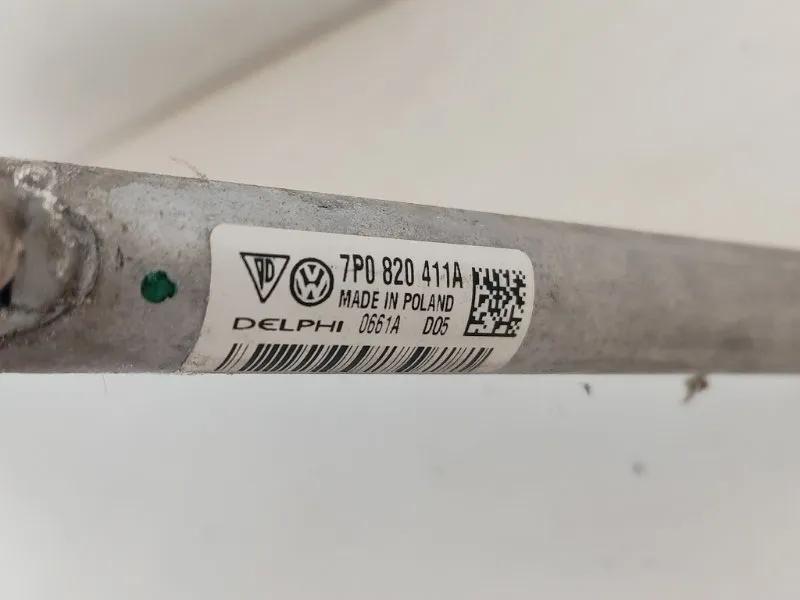 7P0 820 411A
MADE IN POLAND
DELPHI 0661A D05